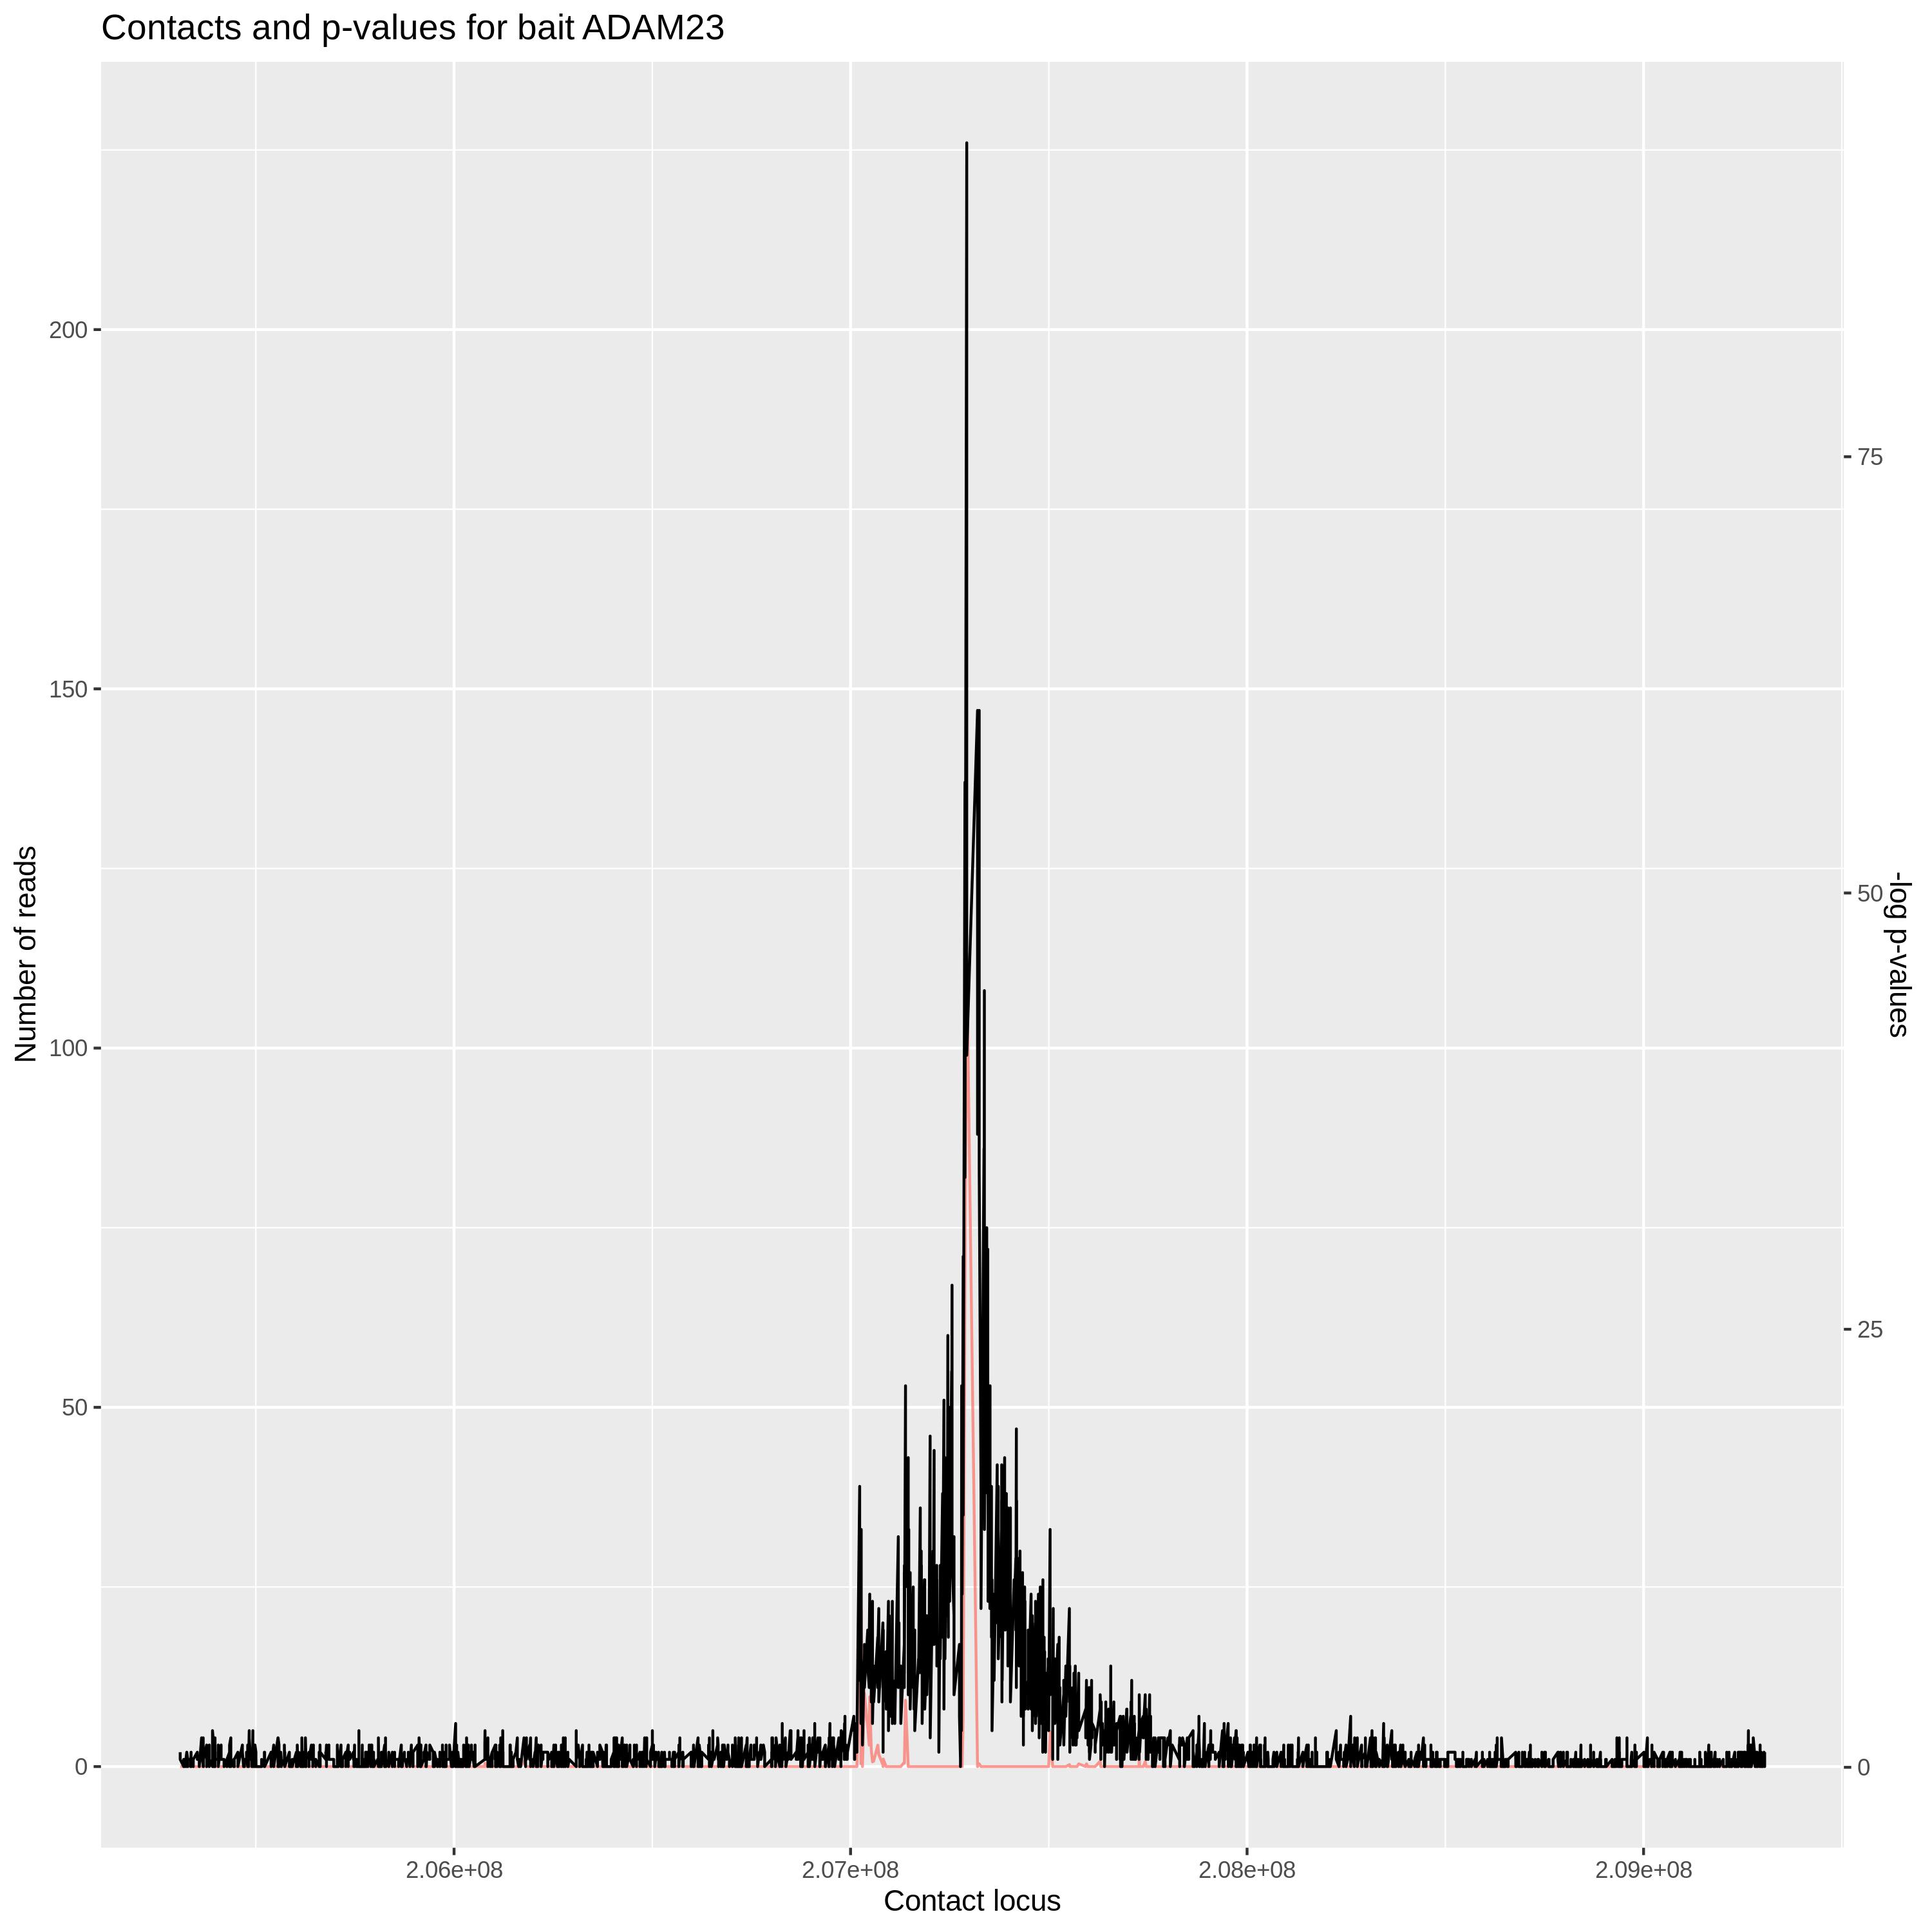 Contacts and p-values for bait ADAM23
200
150
100
50
0
75
50
25
0
Number of reads
-log p-values
2.06e+08
2.07e+08
2.08e+08
2.09e+08
Contact locus